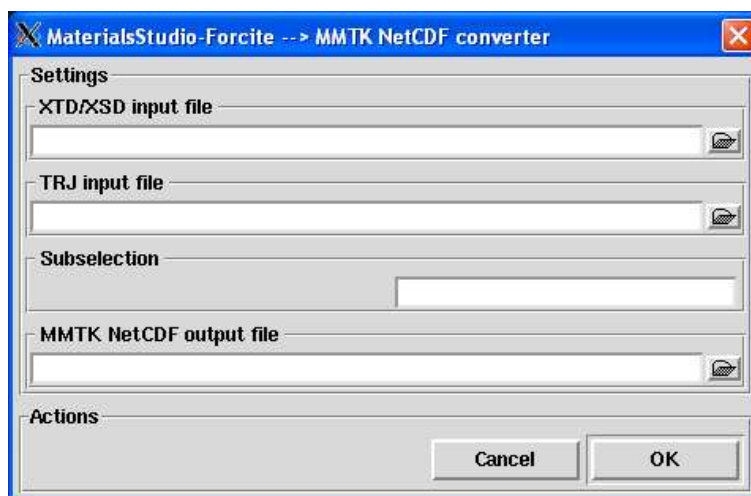 MaterialsStudio-Forcite --> MMTK NetCDF converter
Settings
XTD/XSD input file
TRJ input file
Subselection
MMTK NetCDF output file
Actions
Cancel OK